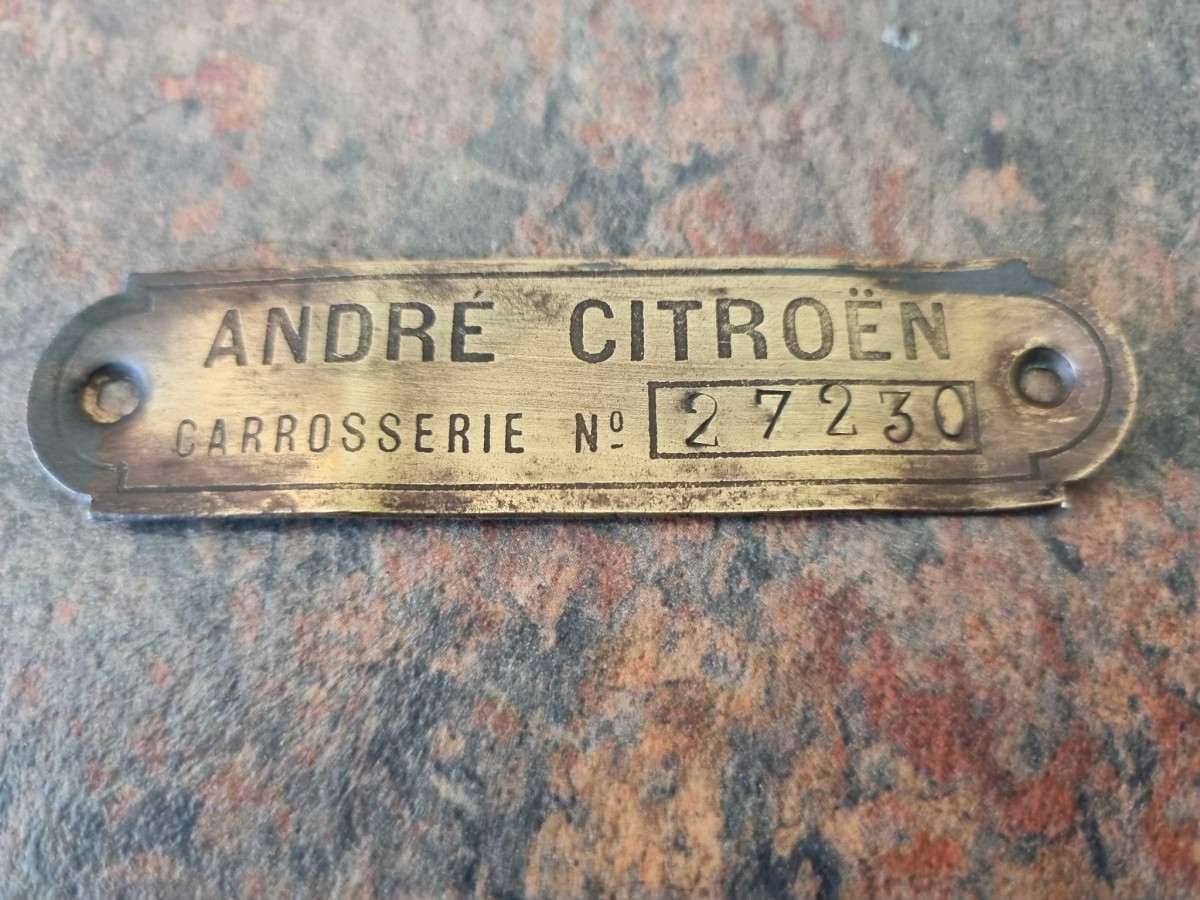 ANDRÉ CITROËN
CARROSSERIE Nº 27230